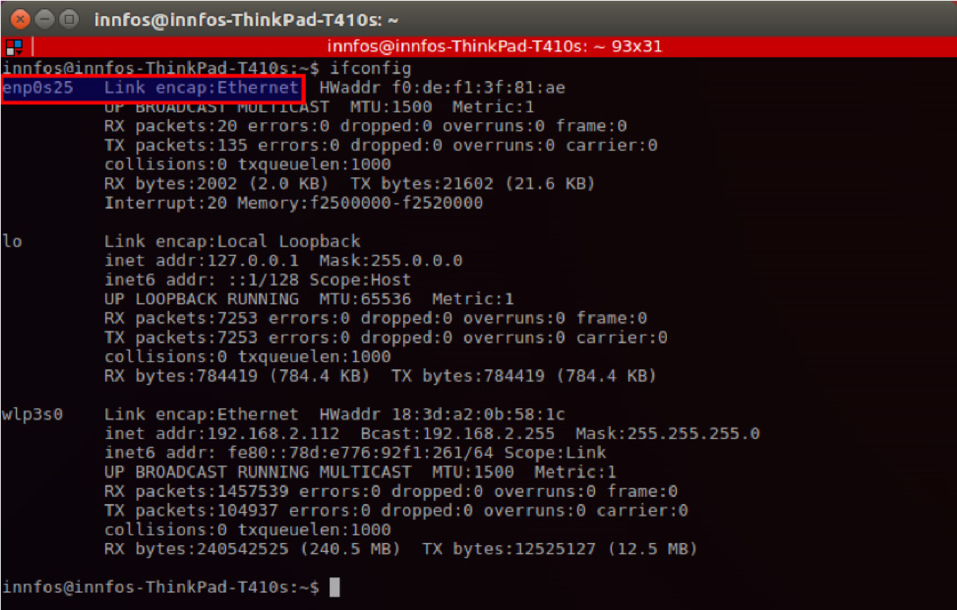 innfos@innfos-ThinkPad-T410s: ~
innfos@innfos-ThinkPad-T410s: ~ 93x31
innfos@innfos-ThinkPad-T410s:~$ ifconfig
enp0s25   Link encap:Ethernet  HWaddr f0:de:f1:3f:81:ae
          UP BROADCAST MULTICAST  MTU:1500  Metric:1
          RX packets:20 errors:0 dropped:0 overruns:0 frame:0
          TX packets:135 errors:0 dropped:0 overruns:0 carrier:0
          collisions:0 txqueuelen:1000
          RX bytes:2002 (2.0 KB)  TX bytes:21602 (21.6 KB)
          Interrupt:20 Memory:f2500000-f2520000
lo        Link encap:Local Loopback
          inet addr:127.0.0.1  Mask:255.0.0.0
          inet6 addr: ::1/128 Scope:Host
          UP LOOPBACK RUNNING  MTU:65536  Metric:1
          RX packets:7253 errors:0 dropped:0 overruns:0 frame:0
          TX packets:7253 errors:0 dropped:0 overruns:0 carrier:0
          collisions:0 txqueuelen:1000
          RX bytes:784419 (784.4 KB)  TX bytes:784419 (784.4 KB)
wlp3s0    Link encap:Ethernet  HWaddr 18:3d:a2:0b:58:1c
          inet addr:192.168.2.112  Bcast:192.168.2.255  Mask:255.255.255.0
          inet6 addr: fe80::78d:e776:92f1:261/64 Scope:Link
          UP BROADCAST RUNNING MULTICAST  MTU:1500  Metric:1
          RX packets:1457539 errors:0 dropped:0 overruns:0 frame:0
          TX packets:104937 errors:0 dropped:0 overruns:0 carrier:0
          collisions:0 txqueuelen:1000
          RX bytes:240542525 (240.5 MB)  TX bytes:12525127 (12.5 MB)
innfos@innfos-ThinkPad-T410s:~$